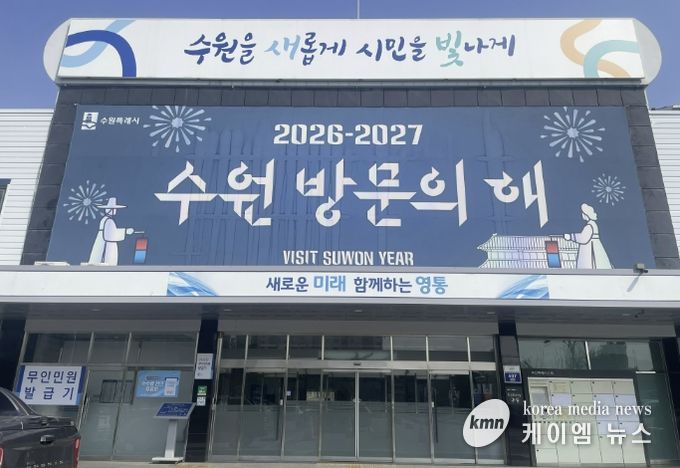 수원을 새롭게 시민을 빛나게
수원특례시
2026-2027
수원 방문의 해
VISIT SUWON YEAR
새로운 미래 함께하는 영통
무인민원
발급기
kmn
korea media news
케이엠 뉴스